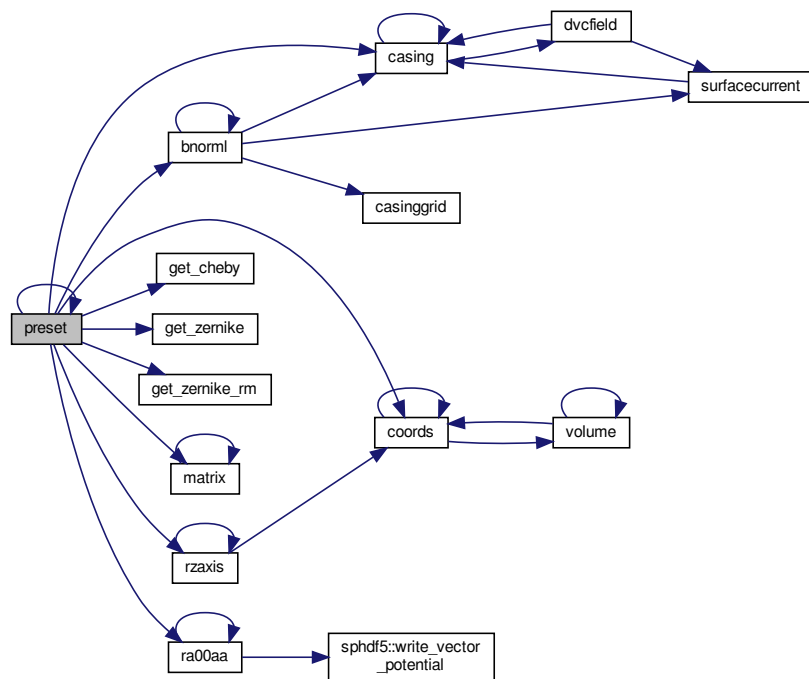 dvcfield
casing
surfacecurrent
bnorml
casinggrid
get_cheby
preset
get_zernike
get_zernike_rm
coords
volume
matrix
rzaxis
sphdf5::write_vector
_potential
ra00aa